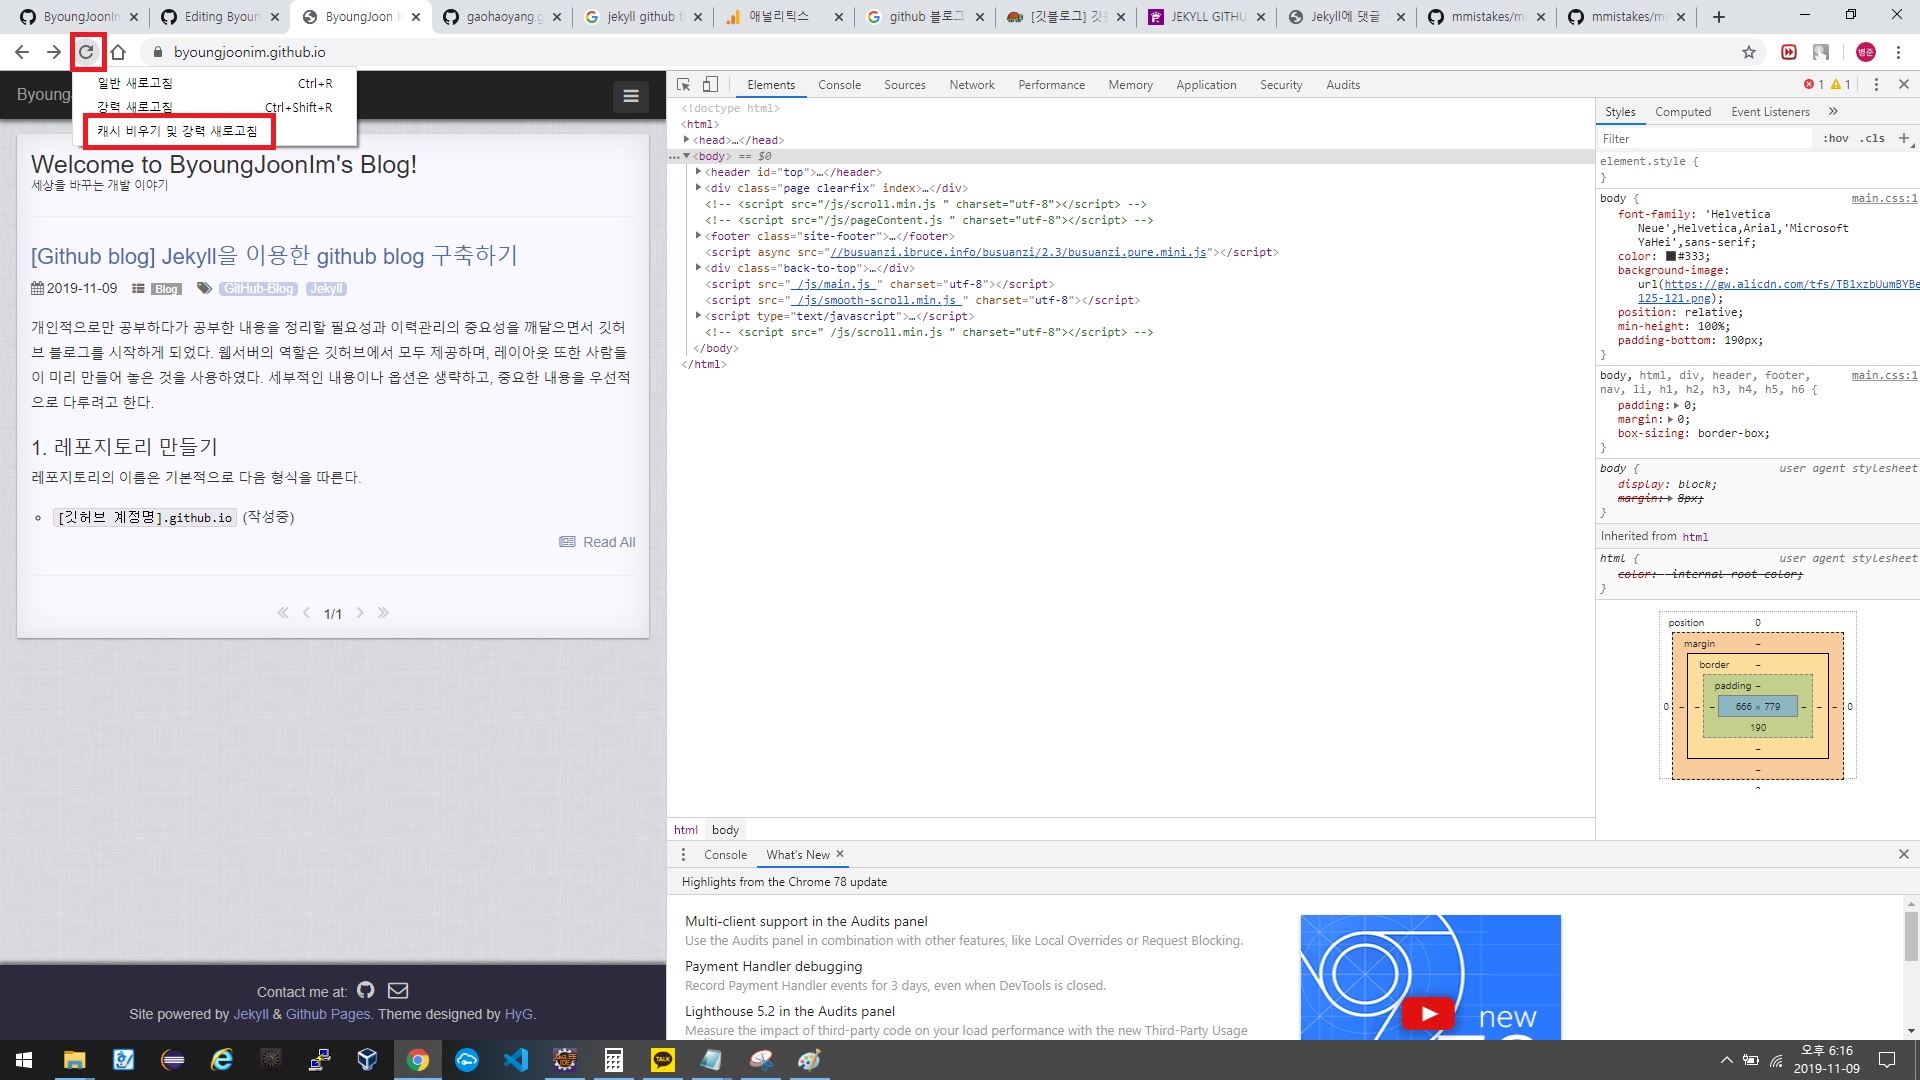 ByoungJoonIm
Editing Byoun
ByoungJoon I
gaohaoyang.g
jekyll github t
애널리틱스
github 블로그
[깃블로그] 깃
JEKYLL GITHU
Jekyll에 댓글
mmistakes/m
mmistakes/m
byoungjoonim.github.io
병준
일반 새로고침 Ctrl+R
강력 새로고침 Ctrl+Shift+R
캐시 비우기 및 강력 새로고침
Byoung
Welcome to ByoungJoonIm's Blog!
세상을 바꾸는 개발 이야기
[Github blog] Jekyll을 이용한 github blog 구축하기
2019-11-09 Blog GitHub-Blog Jekyll
개인적으로만 공부하다가 공부한 내용을 정리할 필요성과 이력관리의 중요성을 깨달으면서 깃허
브 블로그를 시작하게 되었다. 웹서버의 역할은 깃허브에서 모두 제공하며, 레이아웃 또한 사람들
이 미리 만들어 놓은 것을 사용하였다. 세부적인 내용이나 옵션은 생략하고, 중요한 내용을 우선적
으로 다루려고 한다.
1. 레포지토리 만들기
레포지토리의 이름은 기본적으로 다음 형식을 따른다.
[깃허브 계정명].github.io (작성중)
Read All
1/1
Contact me at:
Site powered by Jekyll & Github Pages. Theme designed by HyG.
Elements Console Sources Network Performance Memory Application Security Audits 1 1
<!doctype html>
<html>
<head>…</head>
<body> == $0
<header id="top">…</header>
<div class="page clearfix" index>…</div>
<!-- <script src="/js/scroll.min.js " charset="utf-8"></script> -->
<!-- <script src="/js/pageContent.js " charset="utf-8"></script> -->
<footer class="site-footer">…</footer>
<script async src="//busuanzi.ibruce.info/busuanzi/2.3/busuanzi.pure.mini.js"></script>
<div class="back-to-top">…</div>
<script src=" /js/main.js " charset="utf-8"></script>
<script src=" /js/smooth-scroll.min.js " charset="utf-8"></script>
<script type="text/javascript">…</script>
<!-- <script src=" /js/scroll.min.js " charset="utf-8"></script> -->
</body>
</html>
html body
Styles Computed Event Listeners »
Filter :hov .cls +
element.style {
}
body { main.css:1
font-family: 'Helvetica
Neue',Helvetica,Arial,'Microsoft
YaHei',sans-serif;
color: #333;
background-image:
url(https://gw.alicdn.com/tfs/TB1xzbUumBYBe
125-121.png);
position: relative;
min-height: 100%;
padding-bottom: 190px;
}
body, html, div, header, footer, main.css:1
nav, li, h1, h2, h3, h4, h5, h6 {
padding: 0;
margin: 0;
box-sizing: border-box;
}
body { user agent stylesheet
display: block;
margin: 8px;
}
Inherited from html
html { user agent stylesheet
color: -internal-root-color;
}
position 0
margin –
border –
padding –
0 – – – 666 × 779 – – – 0
190
–
–
Console What's New
Highlights from the Chrome 78 update
Multi-client support in the Audits panel
Use the Audits panel in combination with other features, like Local Overrides or Request Blocking.
Payment Handler debugging
Record Payment Handler events for 3 days, even when DevTools is closed.
Lighthouse 5.2 in the Audits panel
Measure the impact of third-party code on your load performance with the new Third-Party Usage
new
TALK
오후 6:16
2019-11-09